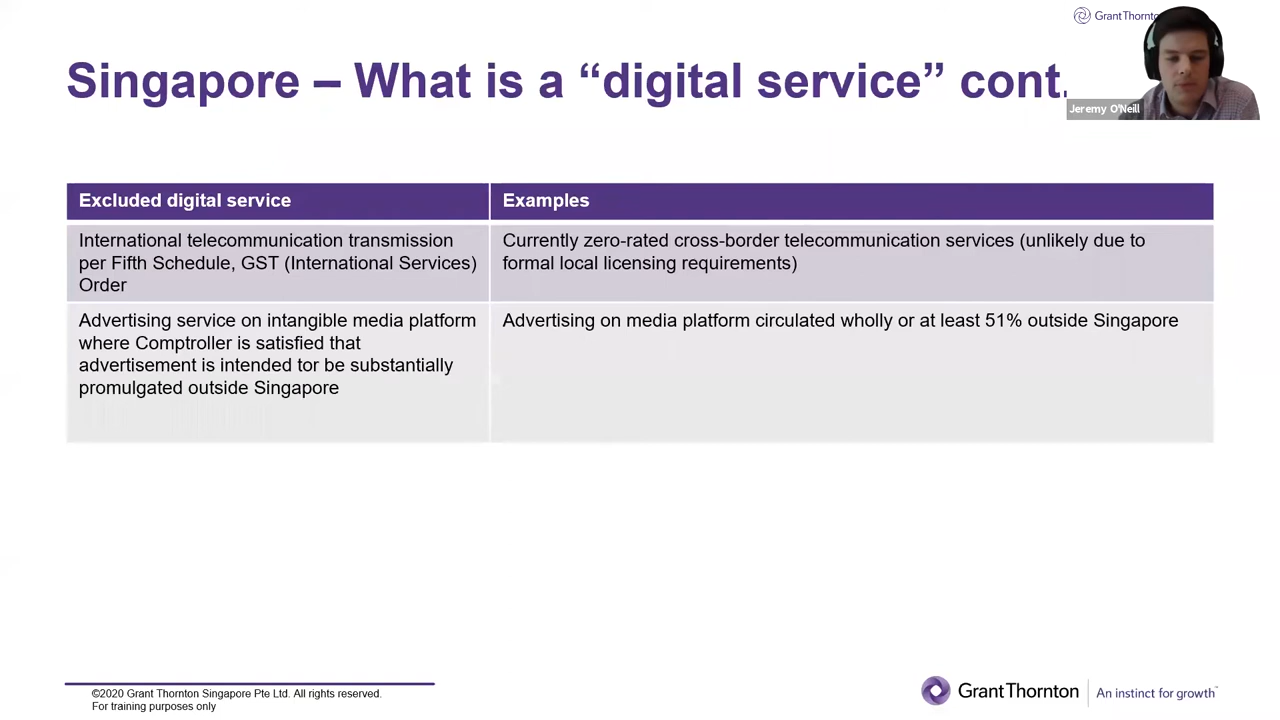 Grant Thornton
Singapore – What is a “digital service” cont.
Jeremy O'Neill
Excluded digital service
Examples
International telecommunication transmission
per Fifth Schedule, GST (International Services)
Order
Currently zero-rated cross-border telecommunication services (unlikely due to
formal local licensing requirements)
Advertising service on intangible media platform
where Comptroller is satisfied that
advertisement is intended tor be substantially
promulgated outside Singapore
Advertising on media platform circulated wholly or at least 51% outside Singapore
©2020 Grant Thornton Singapore Pte Ltd. All rights reserved.
For training purposes only
Grant Thornton
An instinct for growth™